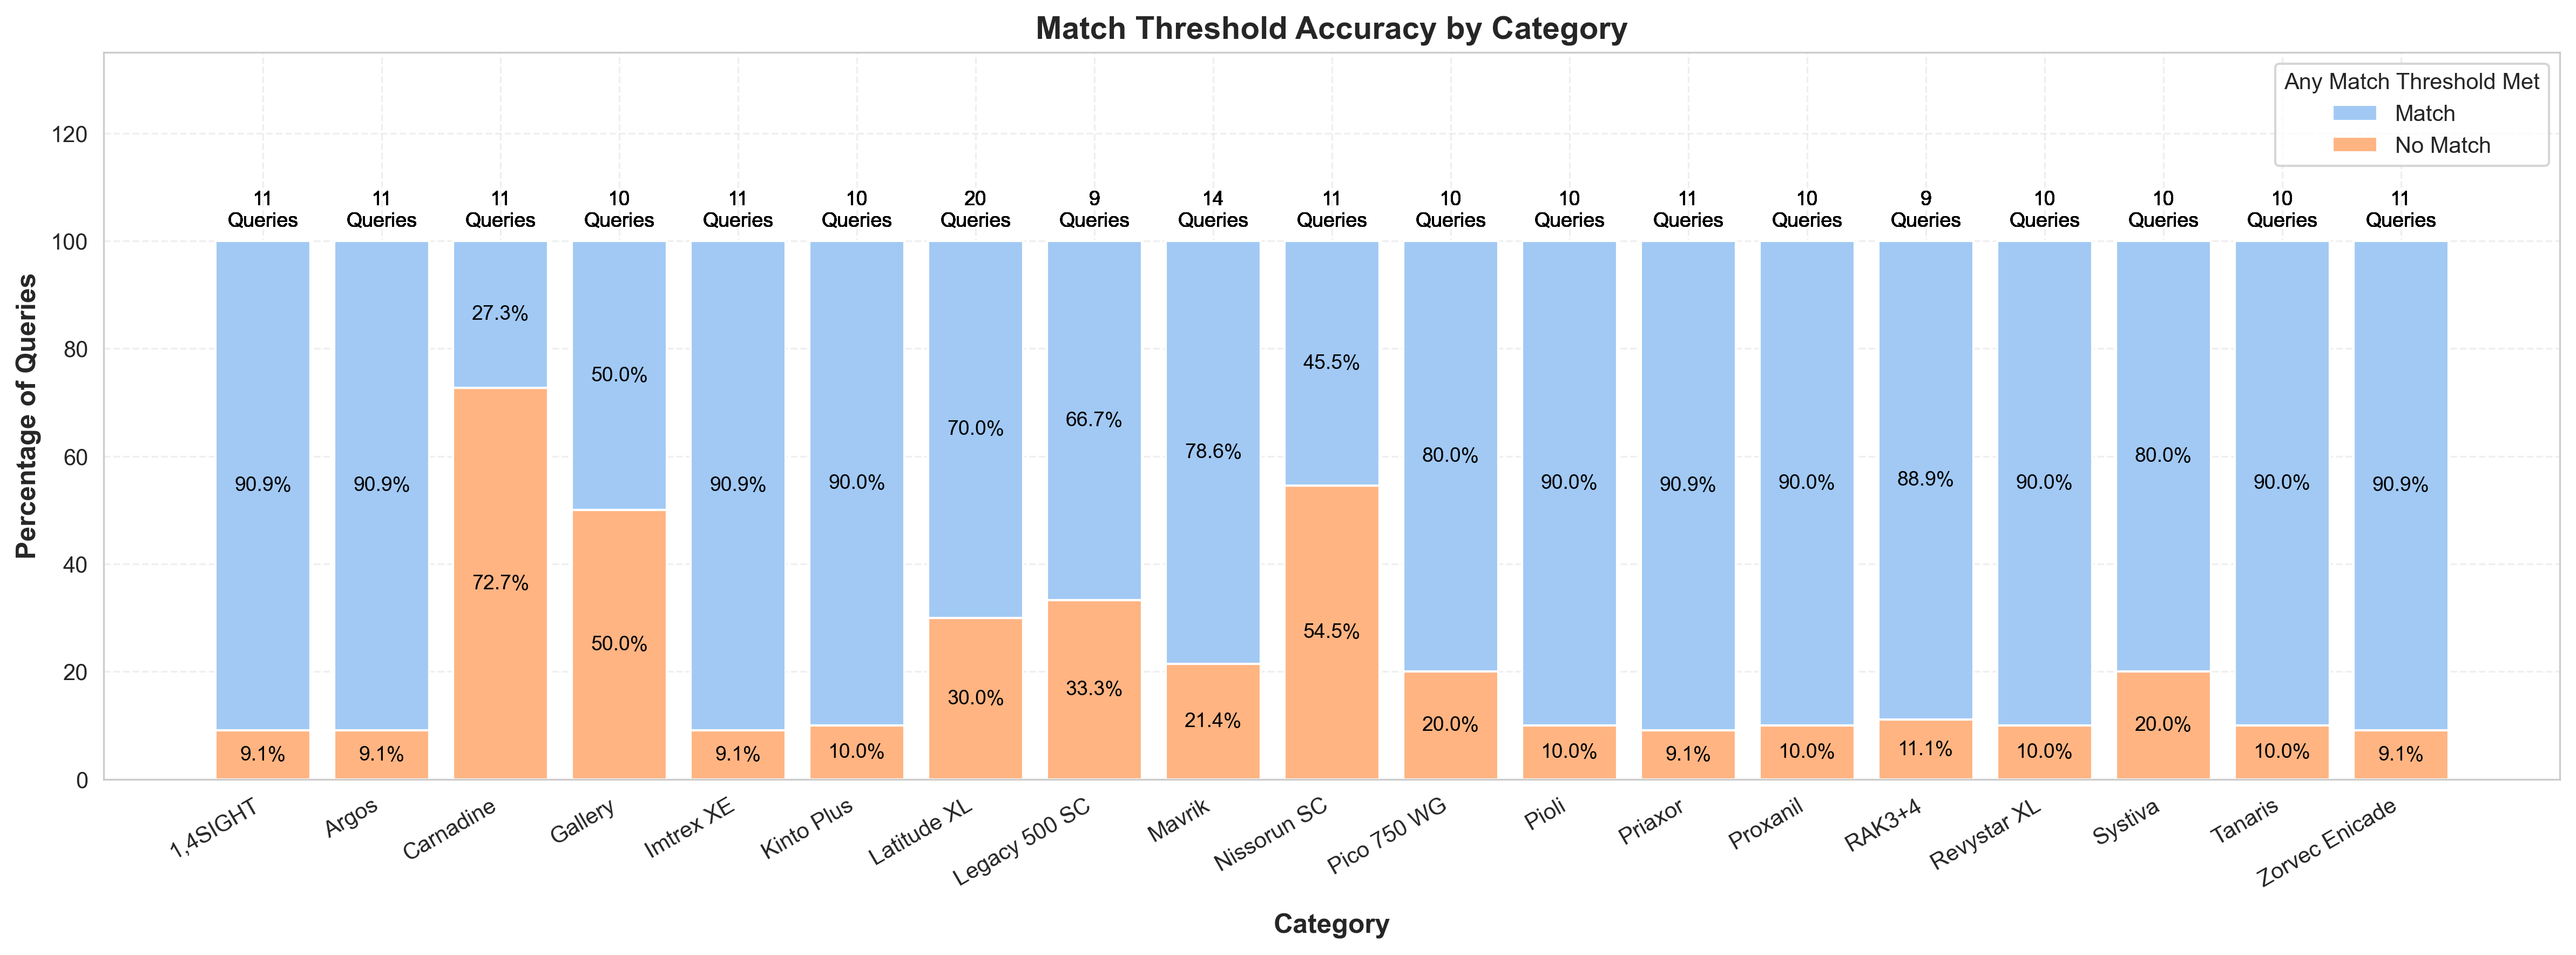 Match Threshold Accuracy by Category
Any Match Threshold Met
Match
No Match
Percentage of Queries
120
100
80
60
40
20
0
11 Queries
11 Queries
11 Queries
10 Queries
11 Queries
10 Queries
20 Queries
9 Queries
14 Queries
11 Queries
10 Queries
10 Queries
11 Queries
10 Queries
9 Queries
10 Queries
10 Queries
10 Queries
11 Queries
90.9%
90.9%
27.3%
50.0%
90.9%
90.0%
70.0%
66.7%
78.6%
45.5%
80.0%
90.0%
90.9%
90.0%
88.9%
90.0%
80.0%
90.0%
90.9%
9.1%
9.1%
72.7%
50.0%
9.1%
10.0%
30.0%
33.3%
21.4%
54.5%
20.0%
10.0%
9.1%
10.0%
11.1%
10.0%
20.0%
10.0%
9.1%
1,4SIGHT
Argos
Carnadine
Gallery
Imtrex XE
Kinto Plus
Latitude XL
Legacy 500 SC
Mavrik
Nissorun SC
Pico 750 WG
Pioli
Priaxor
Proxanil
RAK3+4
Revystar XL
Systiva
Tanaris
Zorvec Enicade
Category